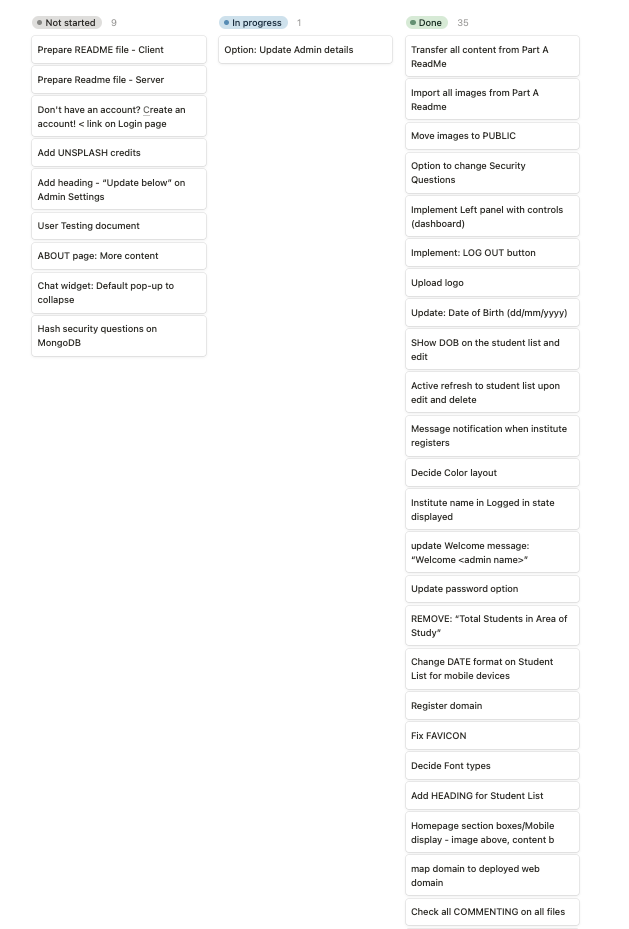 Not started 9
Prepare README file - Client
Prepare Readme file - Server
Don't have an account? Create an
account! < link on Login page
Add UNSPLASH credits
Add heading - “Update below” on
Admin Settings
User Testing document
ABOUT page: More content
Chat widget: Default pop-up to
collapse
Hash security questions on
MongoDB
In progress 1
Option: Update Admin details
Done 35
Transfer all content from Part A
ReadMe
Import all images from Part A
Readme
Move images to PUBLIC
Option to change Security
Questions
Implement Left panel with controls
(dashboard)
Implement: LOG OUT button
Upload logo
Update: Date of Birth (dd/mm/yyyy)
SHow DOB on the student list and
edit
Active refresh to student list upon
edit and delete
Message notification when institute
registers
Decide Color layout
Institute name in Logged in state
displayed
update Welcome message:
“Welcome <admin name>”
Update password option
REMOVE: “Total Students in Area of
Study”
Change DATE format on Student
List for mobile devices
Register domain
Fix FAVICON
Decide Font types
Add HEADING for Student List
Homepage section boxes/Mobile
display - image above, content b
map domain to deployed web
domain
Check all COMMENTING on all files